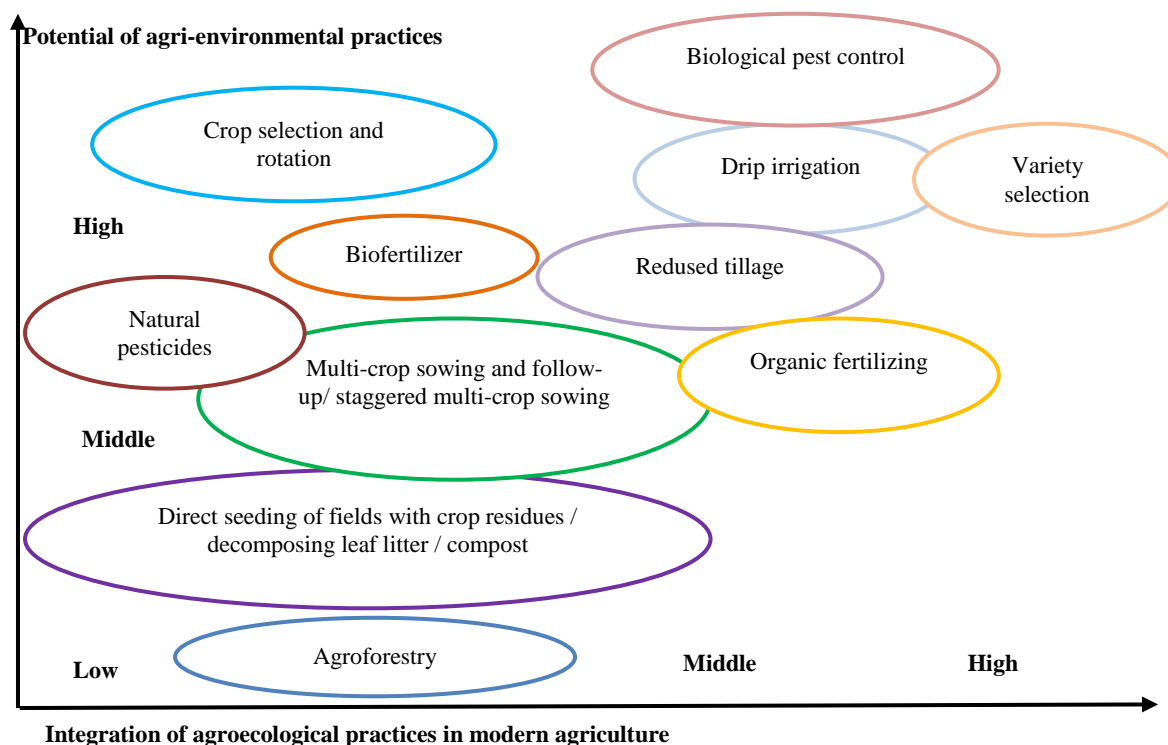 Potential of agri-environmental practices
Biological pest control
Crop selection and
rotation
Drip irrigation
Variety
selection
High
Biofertilizer
Redused tillage
Natural
pesticides
Multi-crop sowing and follow-
up/ staggered multi-crop sowing
Organic fertilizing
Middle
Direct seeding of fields with crop residues /
decomposing leaf litter / compost
Agroforestry
Low
Middle
High
Integration of agroecological practices in modern agriculture